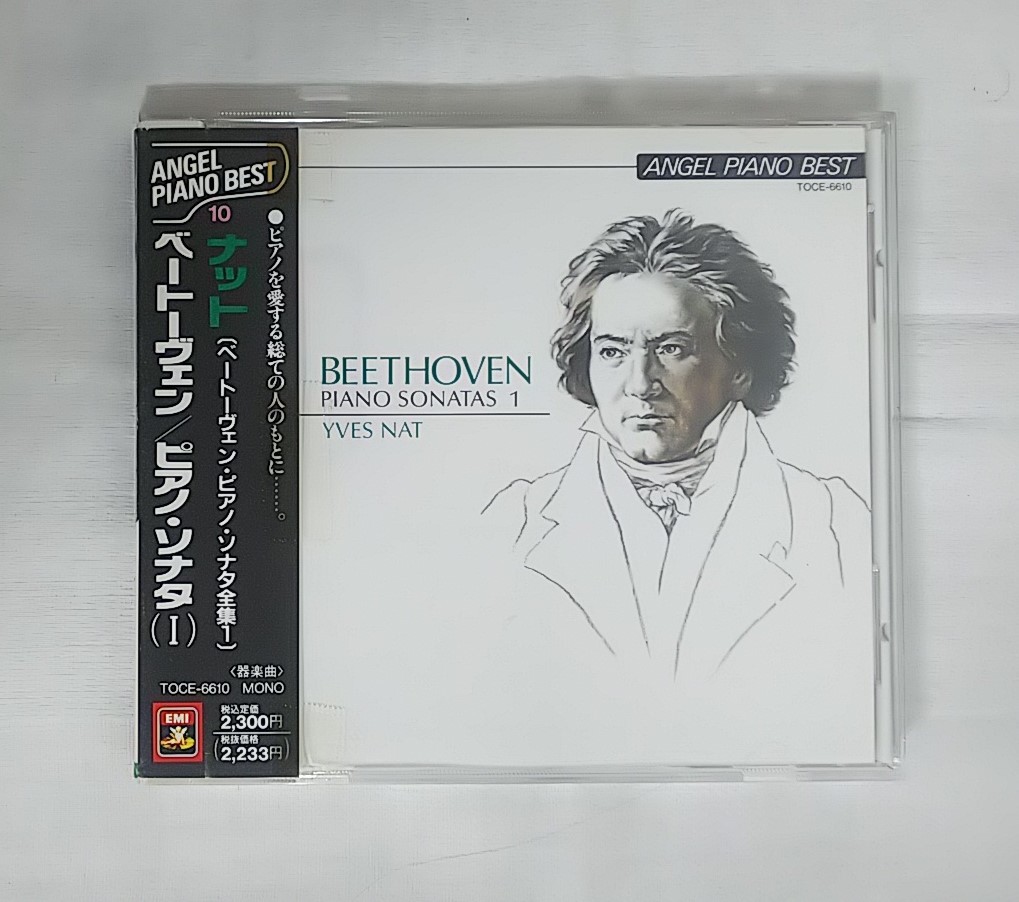 ANGEL
PIANO BEST
10
●ピアノを愛する総ての人のもとに……。
ナット
(ベートーヴェン・ピアノ・ソナタ全集1)
ベートーヴェン/ピアノ・ソナタ
(I)
〈器楽曲〉
TOCE-6610 MONO
EMI
税込定価
2,300円
(税抜価格
2,233円)
ANGEL PIANO BEST
TOCE-6610
BEETHOVEN
PIANO SONATAS 1
YVES NAT